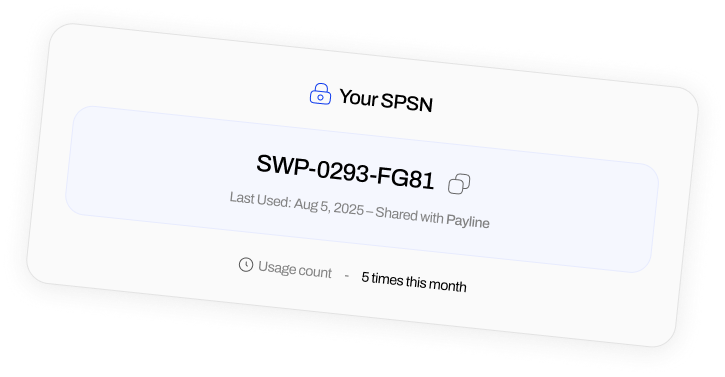 Your SPSN
SWP-0293-FG81
Last Used: Aug 5, 2025 – Shared with Payline
Usage count - 5 times this month